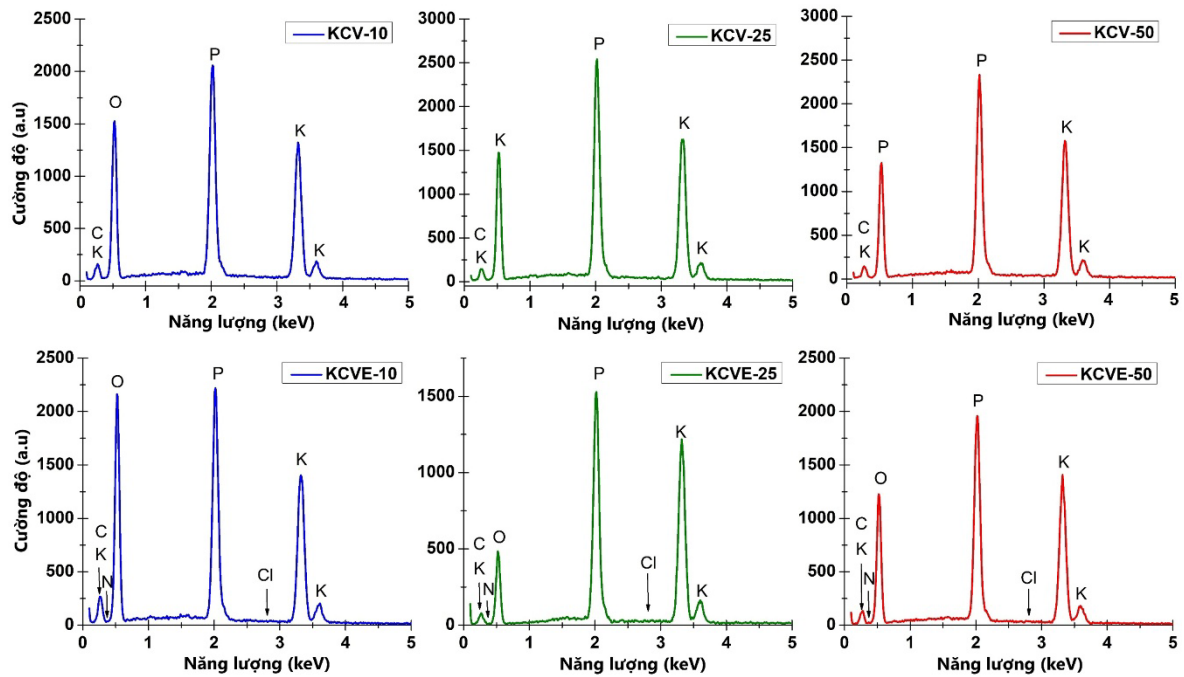 KCV-10
Cường độ (a.u)
2500
2000
1500
1000
500
0
C
K
O
P
K
K
0 1 2 3 4 5
Năng lượng (keV)
KCV-25
3000
2500
2000
1500
1000
500
0
C
K
K
P
K
K
0 1 2 3 4 5
Năng lượng (keV)
KCV-50
3000
2500
2000
1500
1000
500
0
C
K
P
P
K
K
0 1 2 3 4 5
Năng lượng (keV)
KCVE-10
Cường độ (a.u)
2500
2000
1500
1000
500
0
C
K
N
O
P
Cl
K
K
0 1 2 3 4 5
Năng lượng (keV)
KCVE-25
1500
1000
500
0
C
K
N
O
P
Cl
K
K
0 1 2 3 4 5
Năng lượng (keV)
KCVE-50
2500
2000
1500
1000
500
0
C
K
N
O
P
Cl
K
K
0 1 2 3 4 5
Năng lượng (keV)